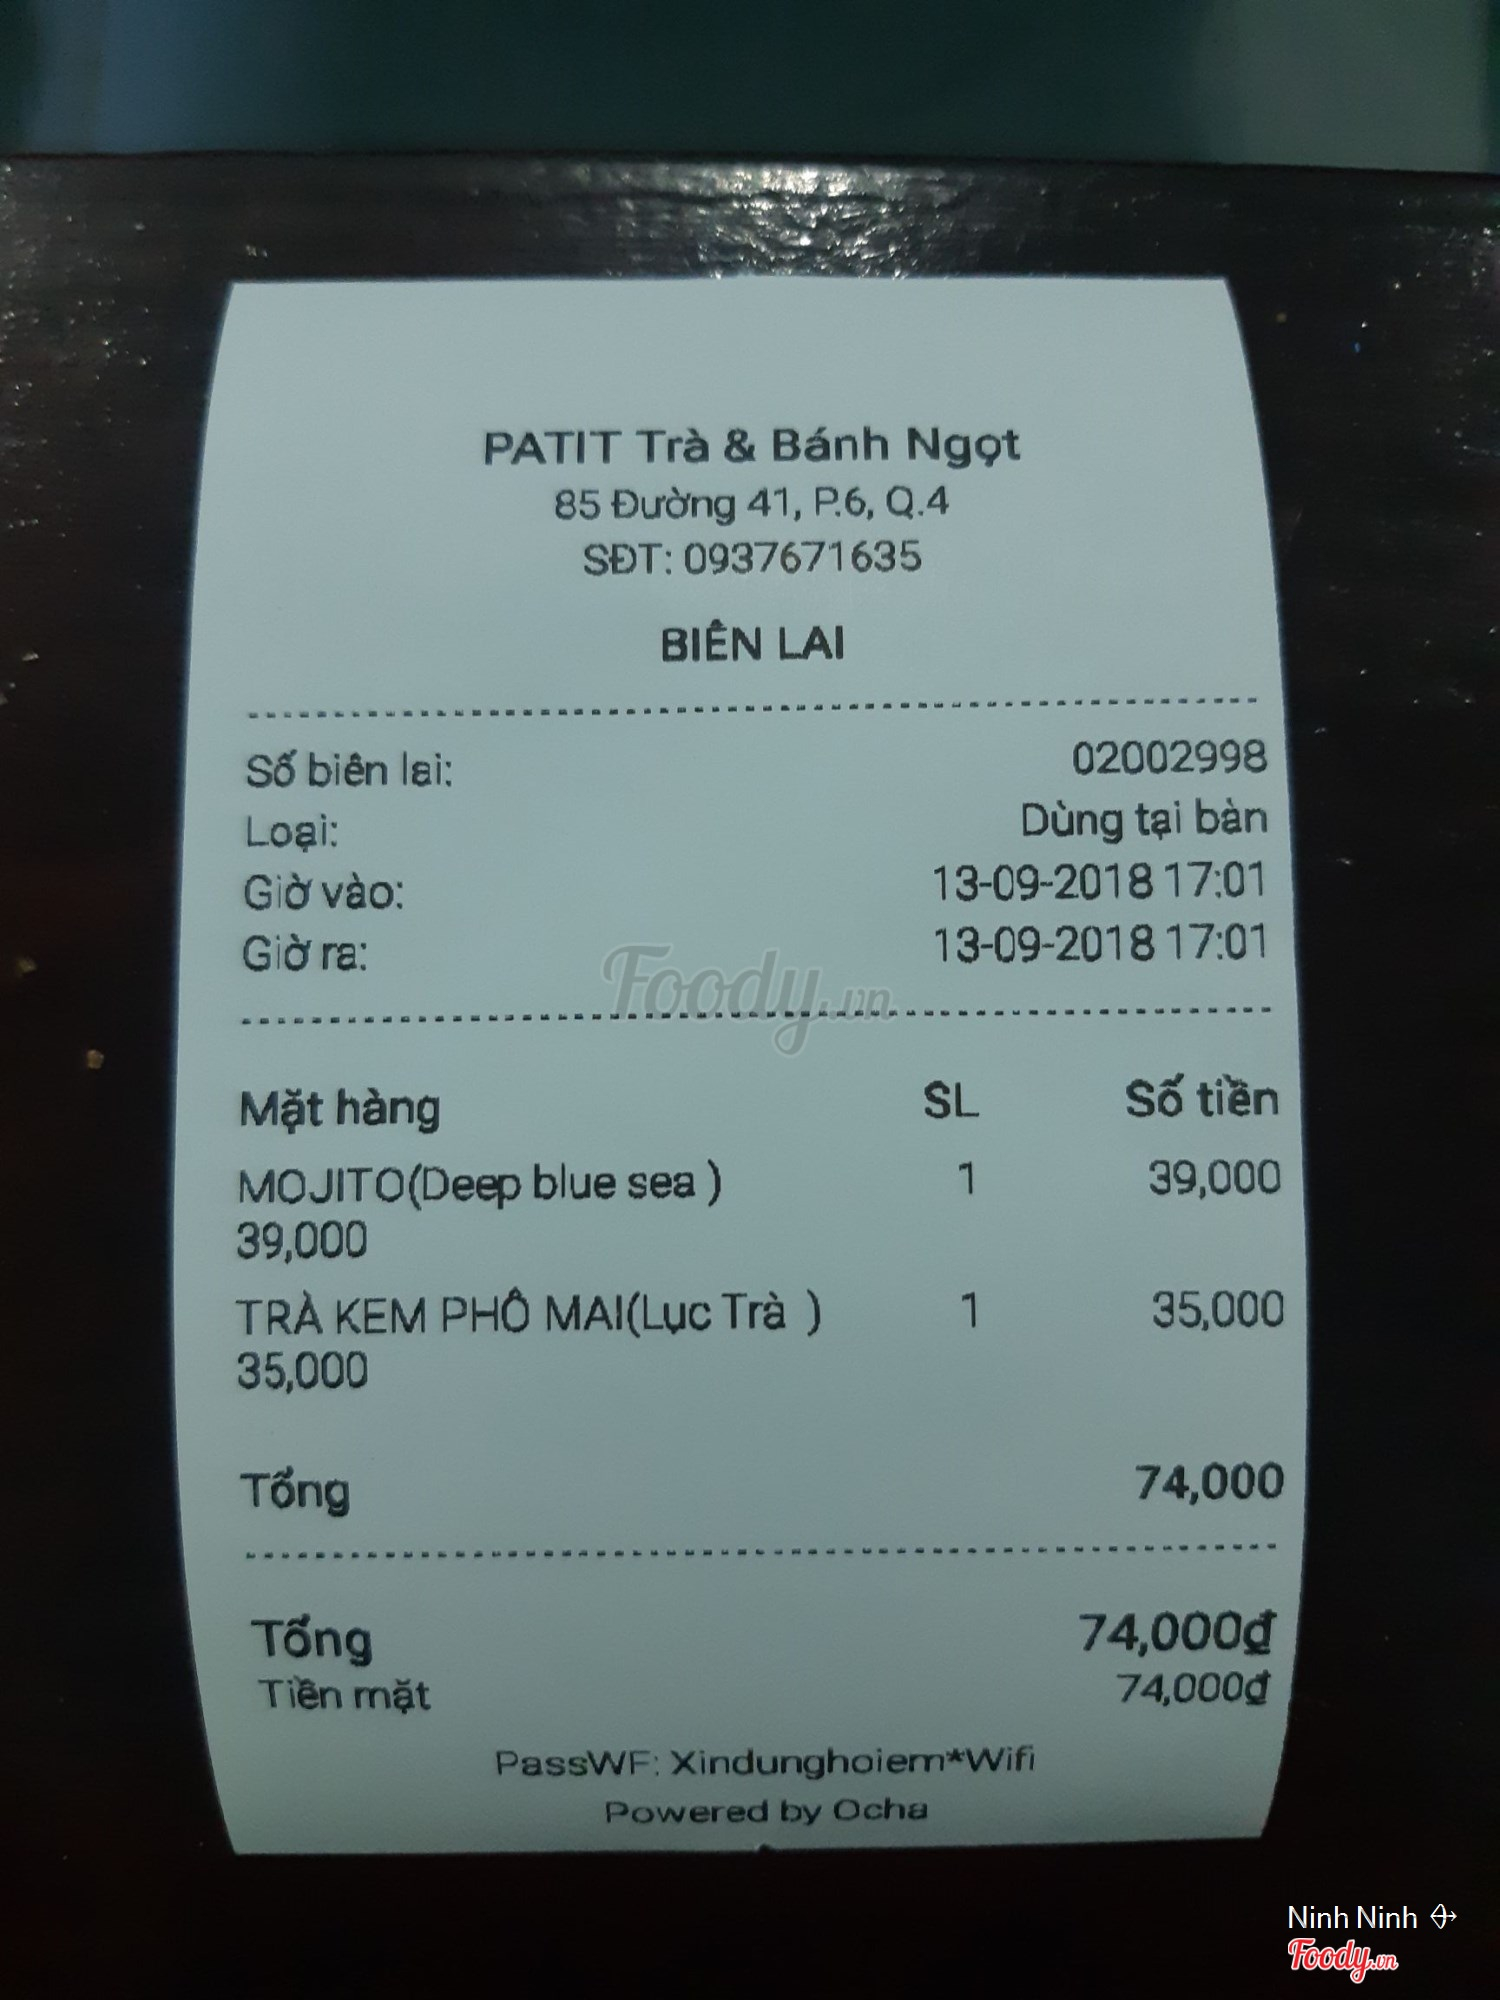 PATIT Trà & Bánh Ngọt
85 Đường 41, P.6, Q.4
SĐT: 0937671635
BIÊN LAI
Số biên lai: 02002998
Loại: Dùng tại bàn
Giờ vào: 13-09-2018 17:01
Giờ ra: 13-09-2018 17:01
Foody.vn
Mặt hàng SL Số tiền
MOJITO(Deep blue sea ) 1 39,000
39,000
TRÀ KEM PHÔ MAI(Lục Trà ) 1 35,000
35,000
Tổng 74,000
Tổng 74,000₫
Tiền mặt 74,000₫
PassWF: Xindunghoiem*Wifi
Powered by Ocha
Ninh Ninh
Foody.vn